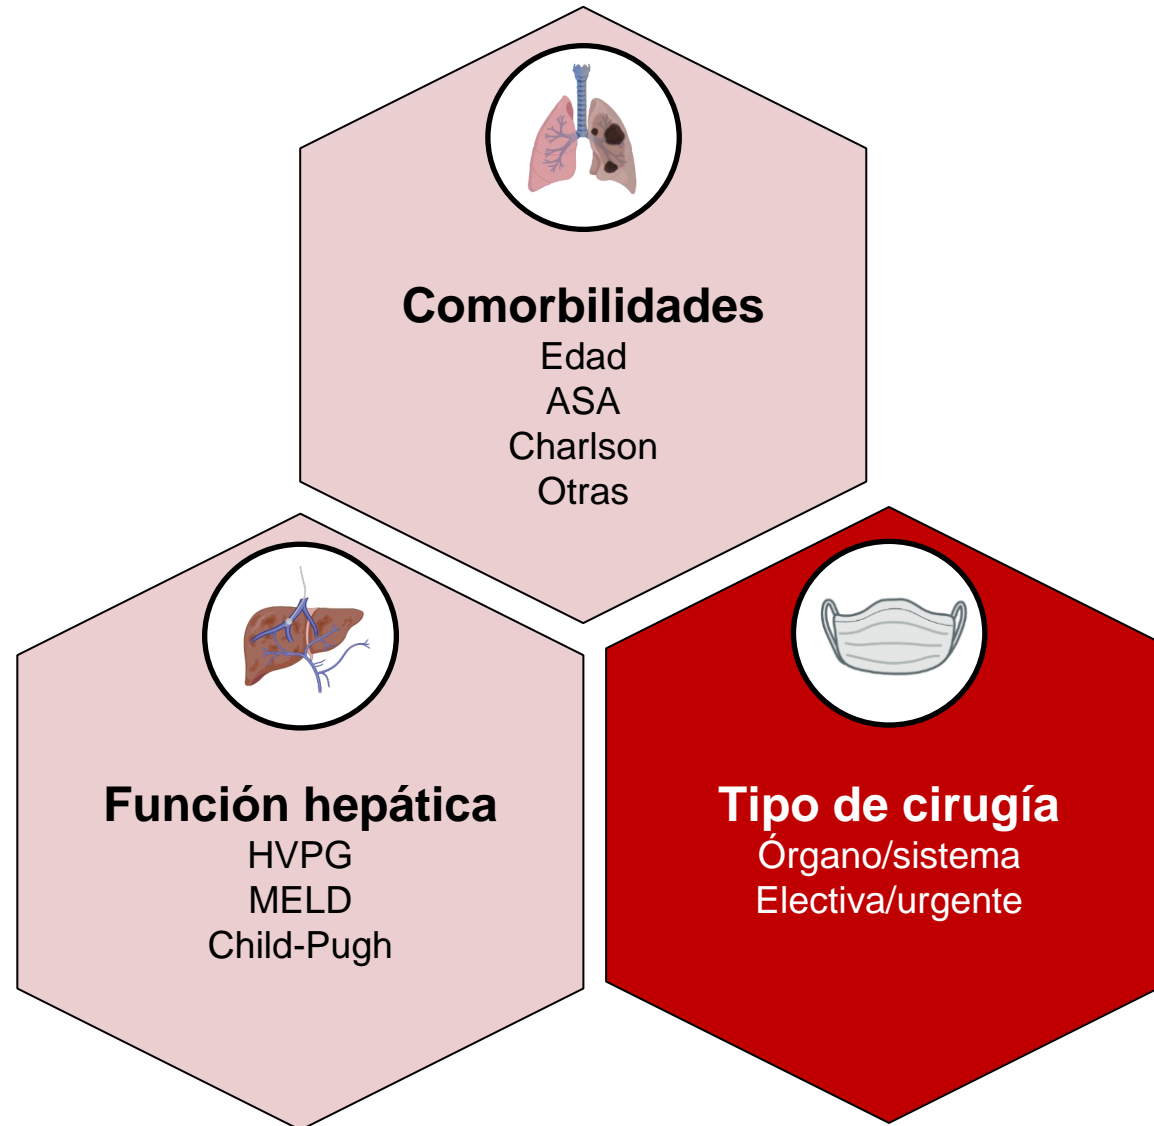 Comorbilidades
Edad
ASA
Charlson
Otras
Función hepática
HVPG
MELD
Child-Pugh
Tipo de cirugía
Órgano/sistema
Electiva/urgente